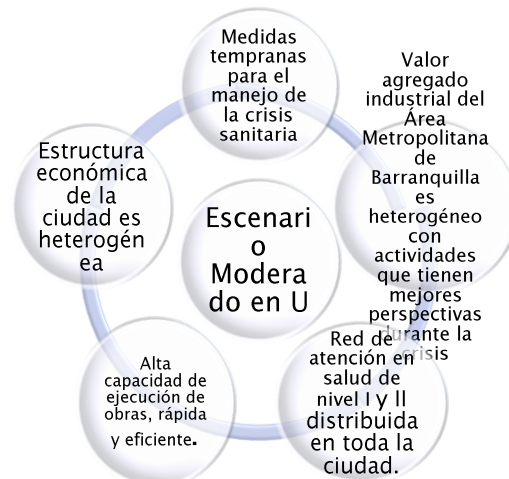 Medidas
tempranas
para el
manejo de
la crisis
sanitaria
Valor
agregado
industrial del
Área
Metropolitana
de
Barranquilla
es
heterogéneo
con
actividades
que tienen
mejores
perspectivas
durante la
crisis
Red de
atención en
salud de
nivel I y II
distribuida
en toda la
ciudad.
Alta
capacidad de
ejecución de
obras, rápida
y eficiente.
Estructura
económica
de la
ciudad es
heterogén
ea
Escenari
o
Modera
do en U